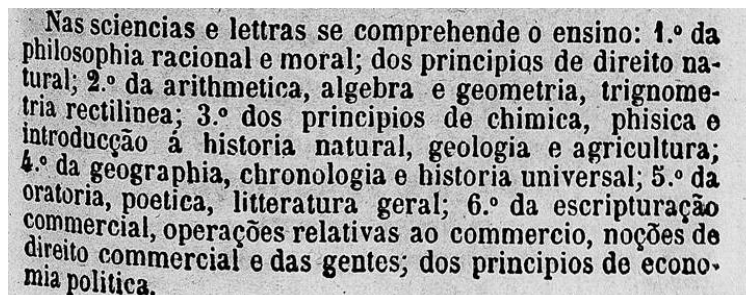 Nas sciencias e lettras se comprehende o ensino: 1.º da
philosophia racional e moral; dos principios de direito na-
tural; 2.º da arithmetica, algebra e geometria, trignome-
tria rectilinea; 3.º dos principios de chimica, phisica e
introducção á historia natural, geologia e agricultura;
4.º da geographia, chronologia e historia universal; 5.º da
oratoria, poetica, litteratura geral; 6.º da escripturação
commercial, operações relativas ao commercio, noções de
direito commercial e das gentes; dos principios de econo-
mia politica.